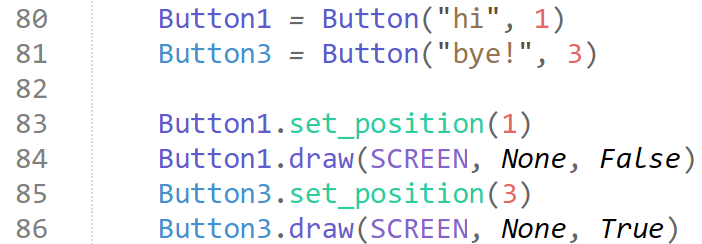 80 Button1 = Button("hi", 1)
81 Button3 = Button("bye!", 3)
82
83 Button1.set_position(1)
84 Button1.draw(SCREEN, None, False)
85 Button3.set_position(3)
86 Button3.draw(SCREEN, None, True)